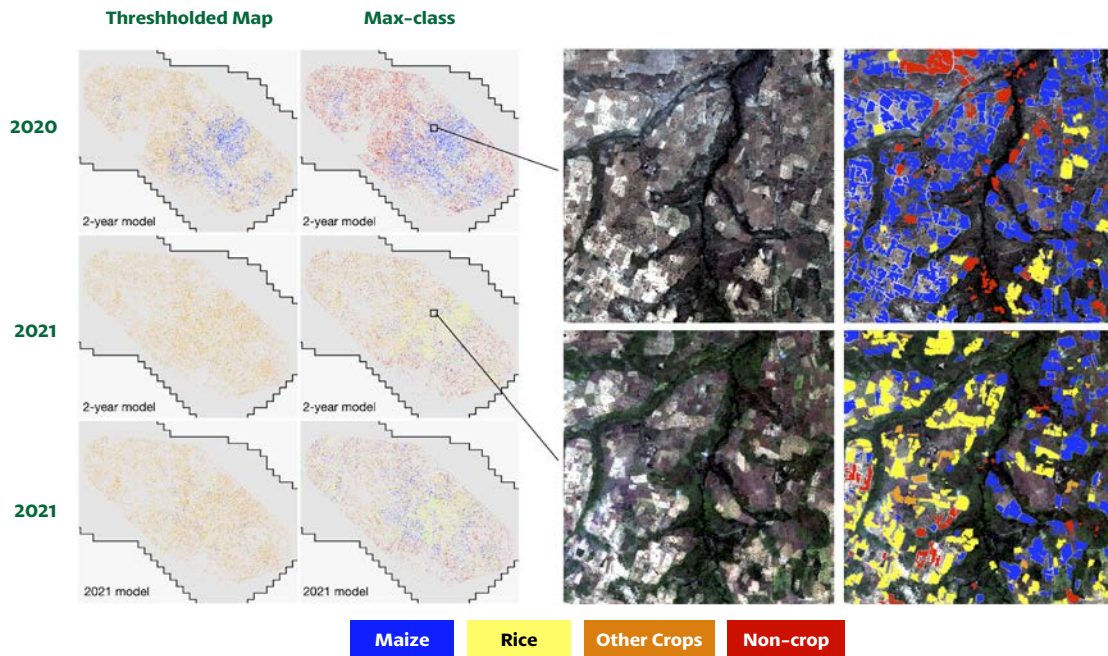 Threshholded Map
Max-class
2020
2-year model
2-year model
2021
2-year model
2-year model
2021
2021 model
2021 model
Maize
Rice
Other Crops
Non-crop